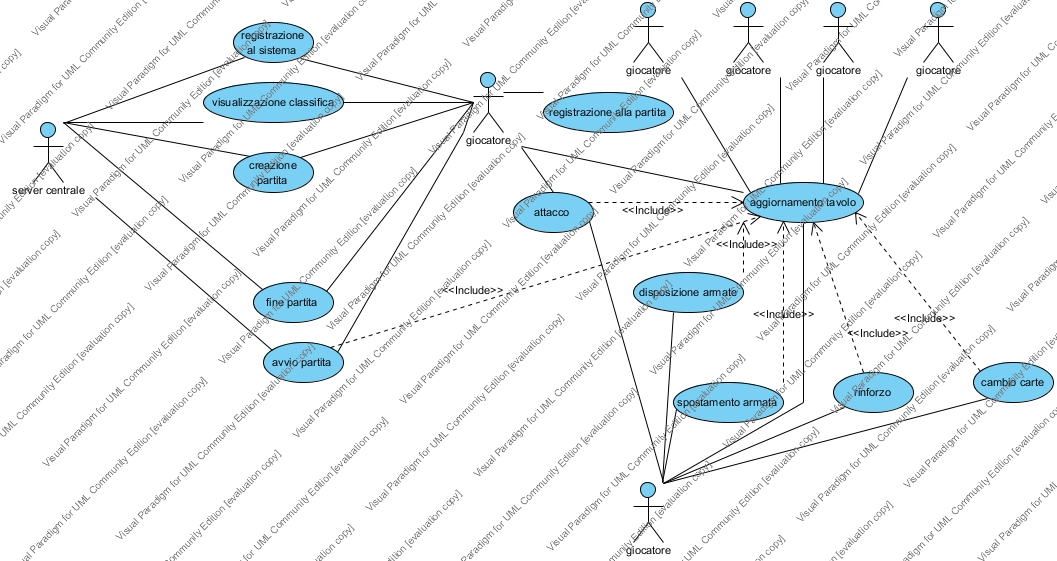 registrazione
al sistema
visualizzazione classifica
creazione
partita
server centrale
giocatore
giocatore
giocatore
giocatore
giocatore
registrazione alla partita
attacco
aggiornamento tavolo
<<Include>>
<<Include>>
<<Include>>
disposizione armate
fine partita
<<Include>>
<<Include>>
<<Include>>
avvio partita
spostamento armata
rinforzo
cambio carte
giocatore
Visual Paradigm for UML Community Edition [evaluation copy]